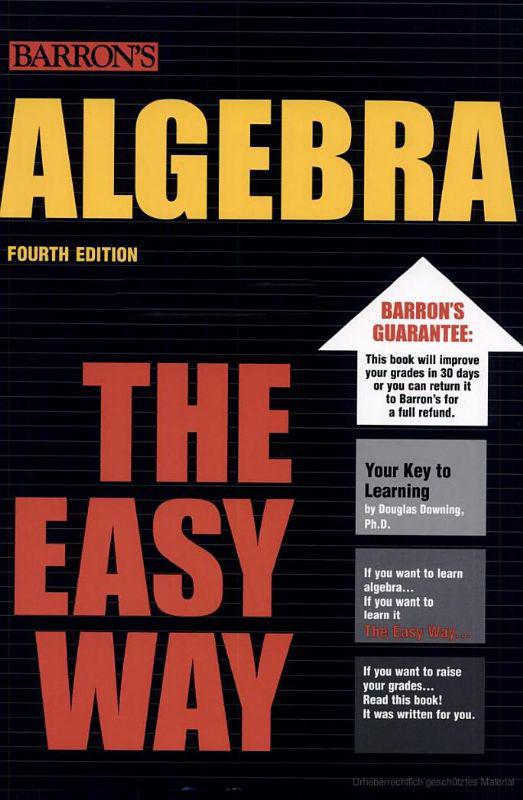 BARRON'S
ALGEBRA
FOURTH EDITION
BARRON'S
GUARANTEE:
This book will improve
your grades in 30 days
or you can return it
to Barron's for
a full refund.
THE
EASY
WAY
Your Key to
Learning
by Douglas Downing,
Ph.D.
If you want to learn
algebra...
If you want to
learn it
The Easy Way...
If you want to raise
your grades...
Read this book!
It was written for you.
Urheberrechtlich geschütztes Material